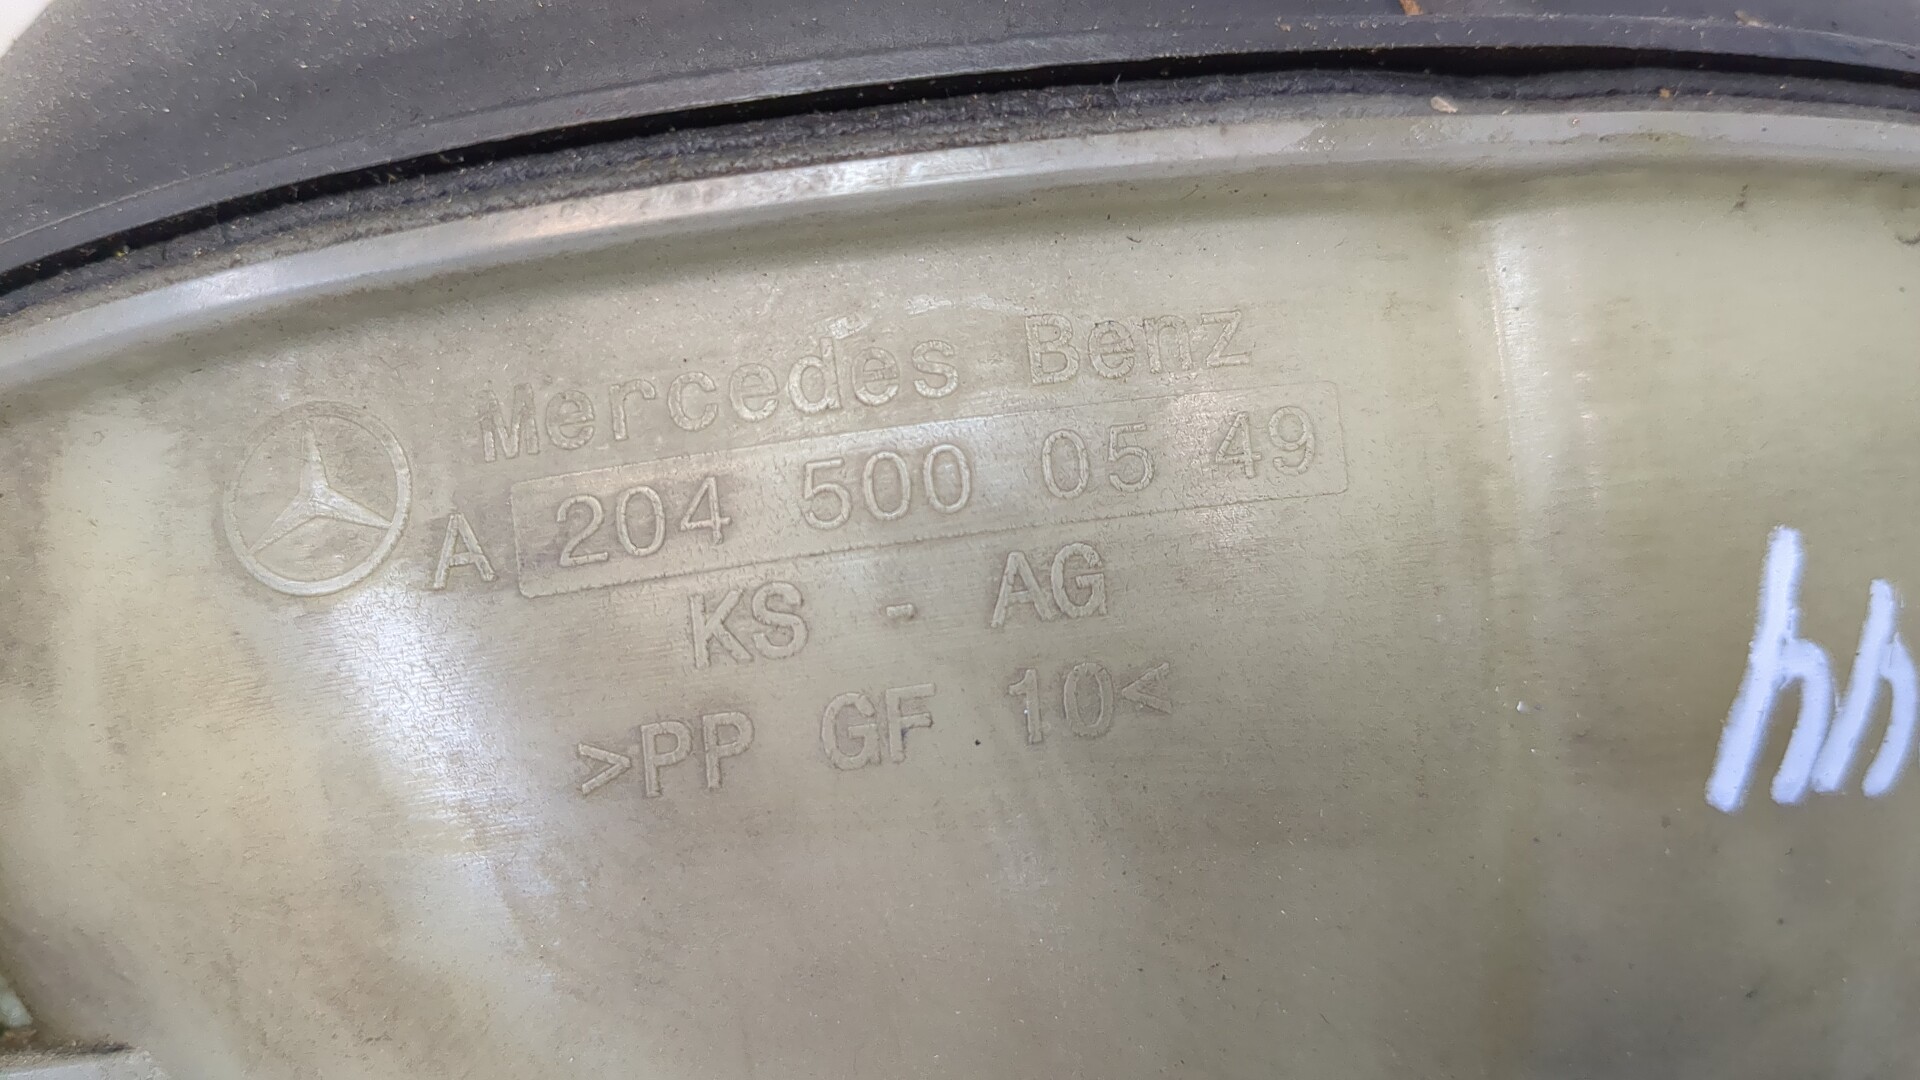 Mercedes Benz
A 204 500 05 49
KS - AG
>PP GF 10<